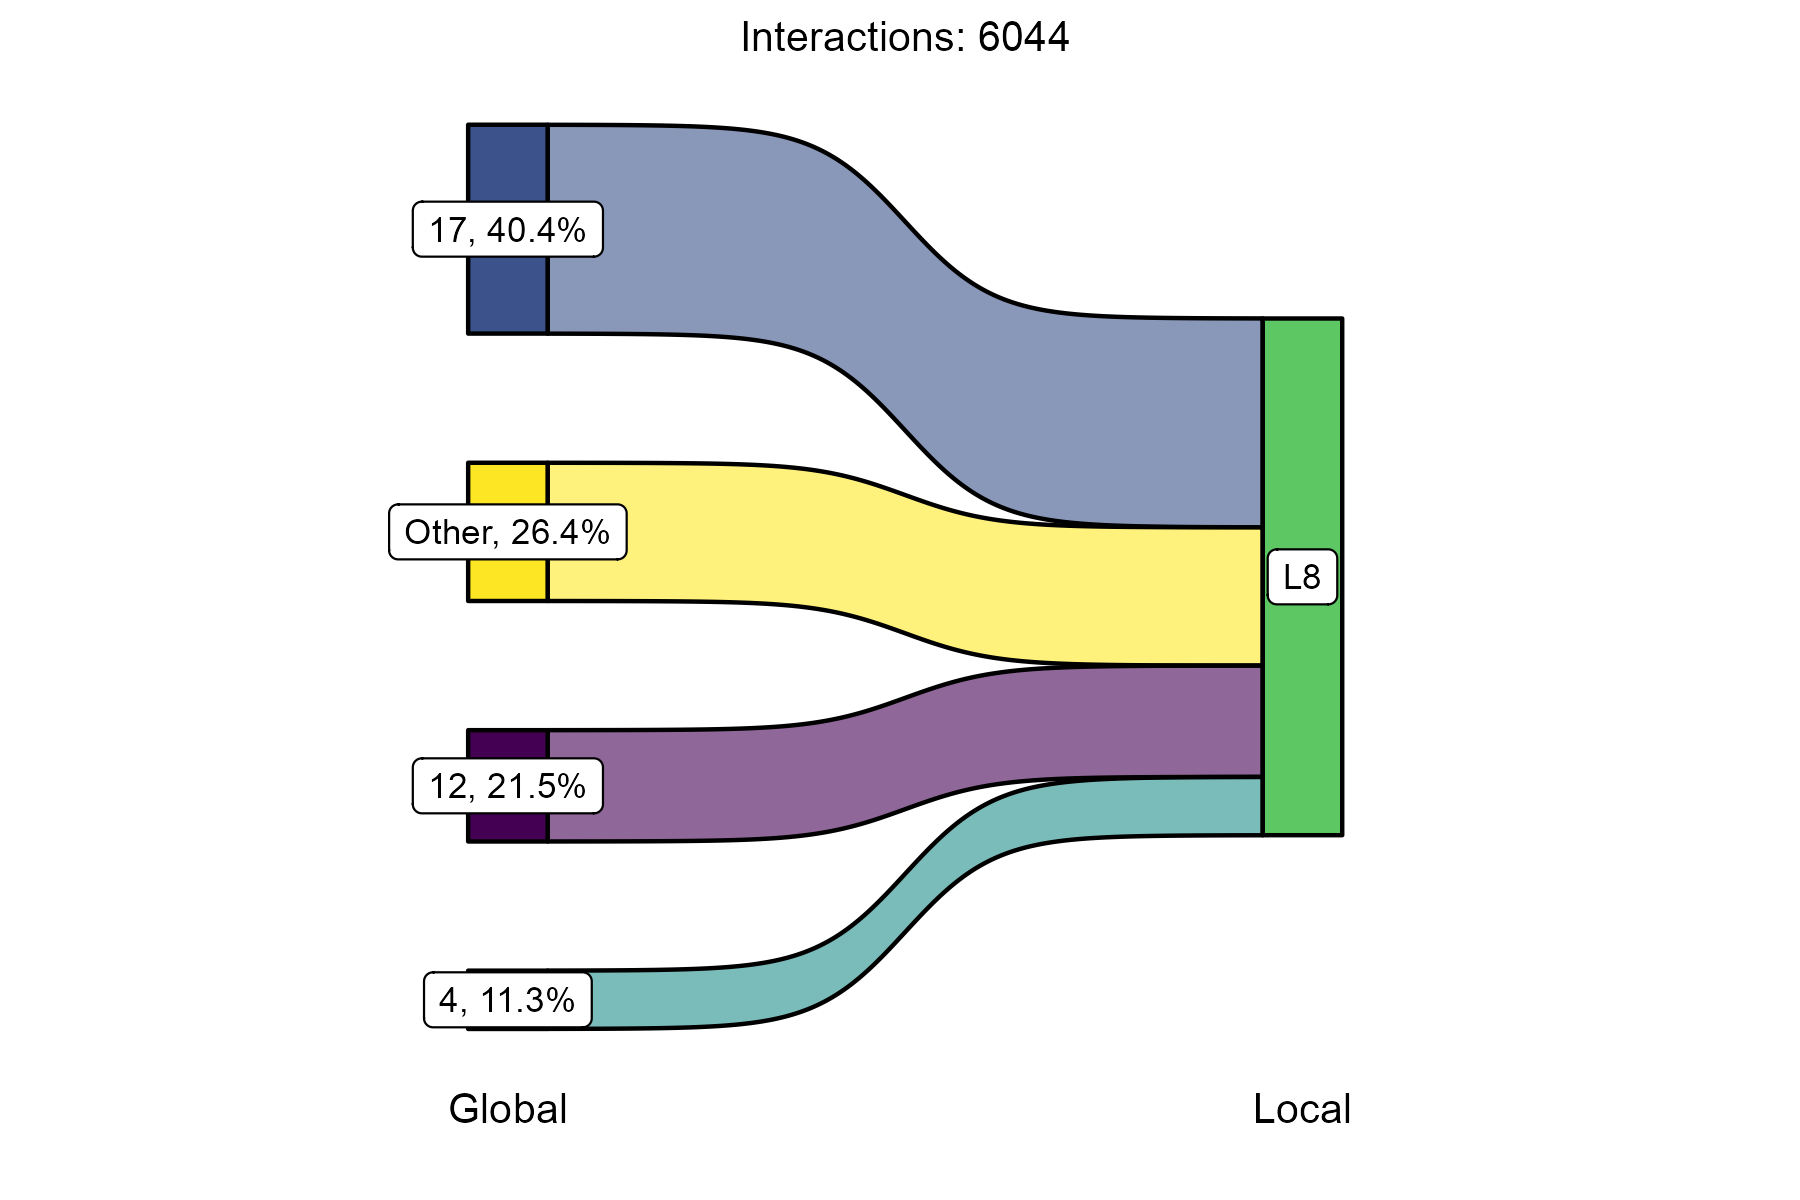 Interactions: 6044
17, 40.4%
Other, 26.4%
L8
12, 21.5%
4, 11.3%
Global
Local